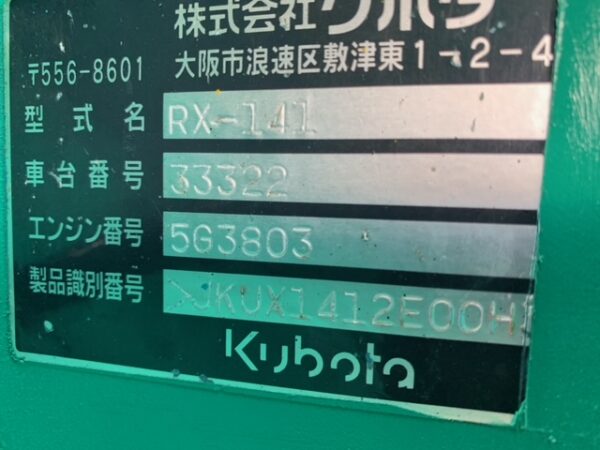 株式会社クボタ
〒556-8601 大阪市浪速区敷津東1-2-4
型式名 RX-141
車台番号 33322
エンジン番号 5G3803
製品識別番号 >JKUX1412E00H
Kubota